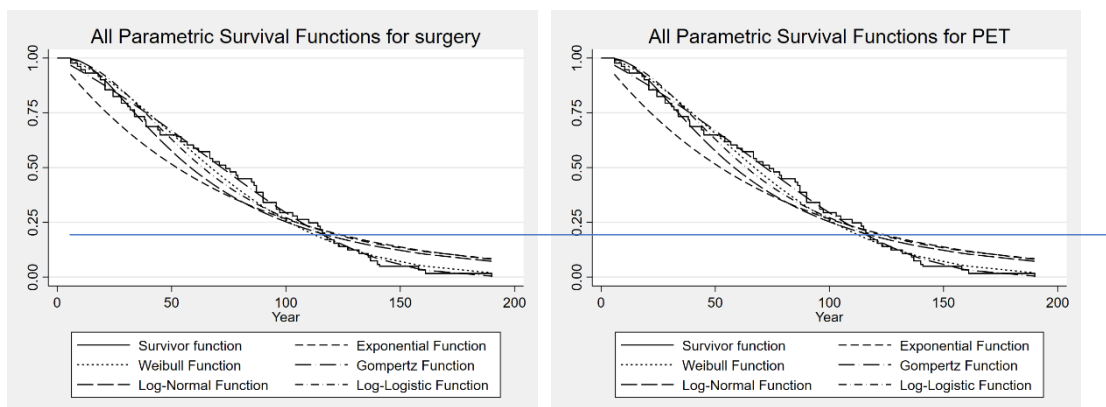 All Parametric Survival Functions for surgery
1.00
0.75
0.50
0.25
0.00
0 50 100 150 200
Year
Survivor function Exponential Function
Weibull Function Gompertz Function
Log-Normal Function Log-Logistic Function
All Parametric Survival Functions for PET
1.00
0.75
0.50
0.25
0.00
0 50 100 150 200
Year
Survivor function Exponential Function
Weibull Function Gompertz Function
Log-Normal Function Log-Logistic Function